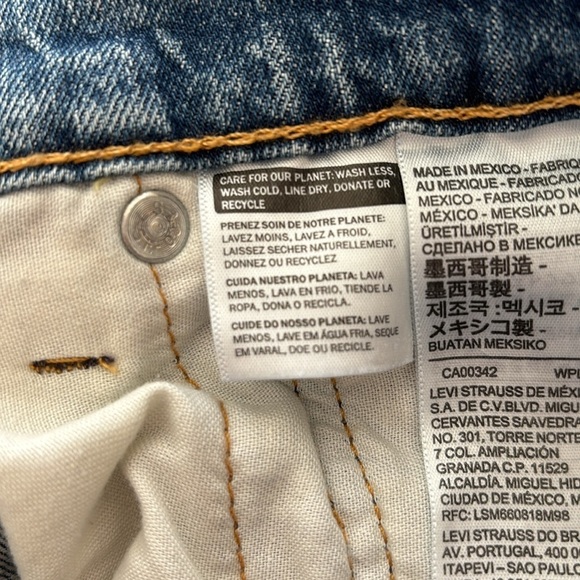 CARE FOR OUR PLANET: WASH LESS,
WASH COLD, LINE DRY, DONATE OR
RECYCLE
PRENEZ SOIN DE NOTRE PLANETE:
LAVEZ MOINS, LAVEZ A FROID,
LAISSEZ SECHER NATURELLEMENT,
DONNEZ OU RECYCLEZ
CUIDA NUESTRO PLANETA: LAVA
MENOS, LAVA EN FRIO, TIENDE LA
ROPA, DONA O RECICLA.
CUIDE DO NOSSO PLANETA: LAVE
MENOS, LAVE EM ÁGUA FRIA, SEQUE
EM VARAL, DOE OU RECICLE.
MADE IN MEXICO - FABRIQ
AU MEXIQUE - FABRICADO
MÉXICO - FABRICADO N
MÉXICO - MEKSİKA' DA
ÜRETİLMİŞTİR -
СДЕЛАНО В МЕКСИКЕ
墨西哥制造 -
墨西哥製 -
제조국 :멕시코 -
メキシコ製 -
BUATAN MEKSIKO
CA00342 WPL
LEVI STRAUSS DE MÉXI
S.A. DE C.V.BLVD. MIGUE
CERVANTES SAAVEDRA
NO. 301, TORRE NORTE
7 COL. AMPLIACIÓN
GRANADA C.P. 11529
ALCALDÍA. MIGUEL HID
CIUDAD DE MÉXICO, M
RFC: LSM660818M98
LEVI STRAUSS DO BR
AV. PORTUGAL, 400 00
ITAPEVI - SAO PAULO